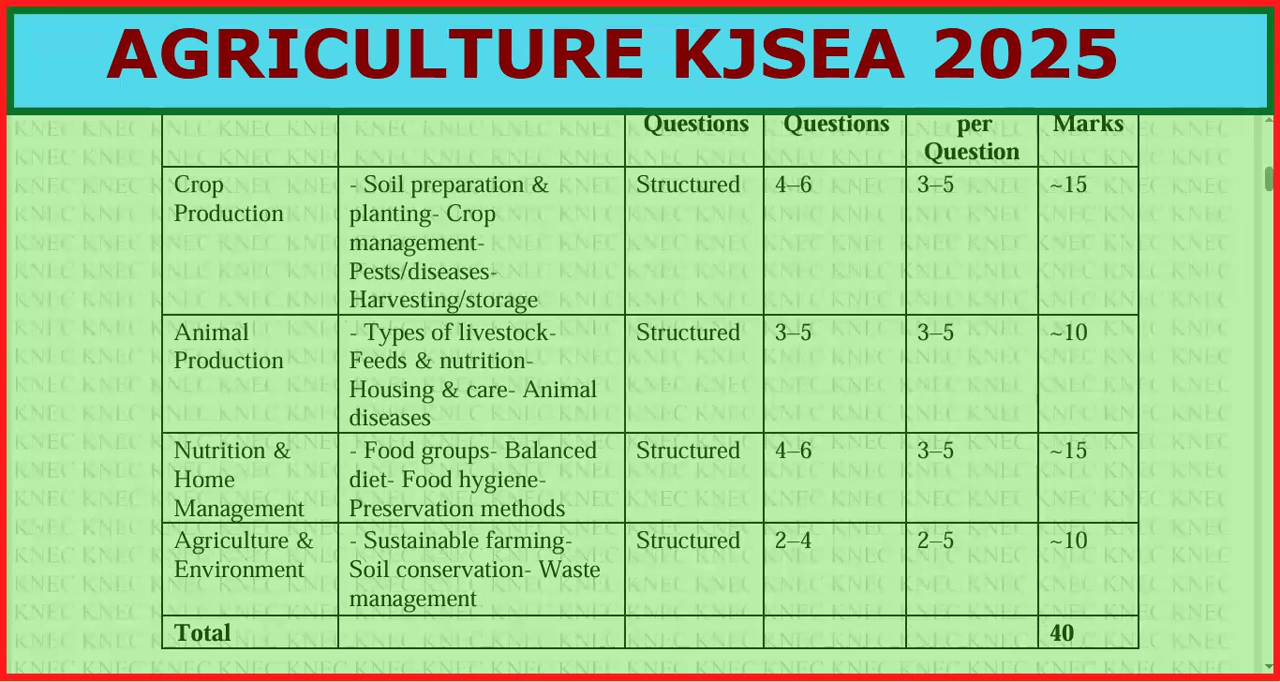 AGRICULTURE KJSEA 2025
Questions Questions per Marks
Question
Crop - Soil preparation & Structured 4–6 3–5 ~15
Production planting- Crop
management-
Pests/diseases-
Harvesting/storage
Animal - Types of livestock- Structured 3–5 3–5 ~10
Production Feeds & nutrition-
Housing & care- Animal
diseases
Nutrition & - Food groups- Balanced Structured 4–6 3–5 ~15
Home diet- Food hygiene-
Management Preservation methods
Agriculture & - Sustainable farming- Structured 2–4 2–5 ~10
Environment Soil conservation- Waste
management
Total 40